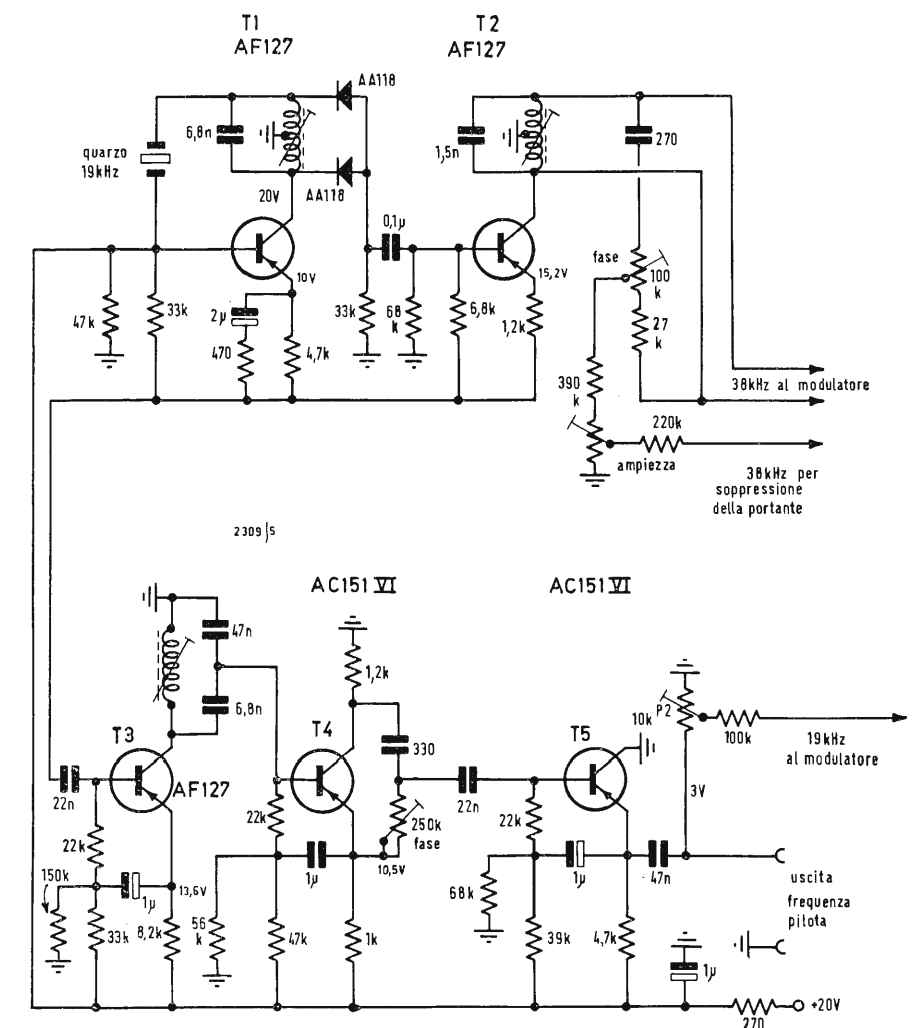 T1
AF127
T2
AF127
AA118
6,8n
quarzo
19kHz
20V
AA118
1,5n
270
0,1µ
10V
15,2V
fase
100
k
47k
33k
2µ
470
4,7k
33k
68
k
6,8k
1,2k
27
k
390
k
38kHz al modulatore
220k
ampiezza
38kHz per
soppressione
della portante
2309/5
AC151 VI
AC151 VI
47n
1,2k
6,8n
T3
AF127
T4
330
T5
10k
P2
100k
19kHz
al modulatore
22n
22k
250k
fase
22n
22k
3V
22k
150k
1µ
13,6V
1µ
10,5V
1µ
47n
uscita
frequenza
pilota
33k
8,2k
56
k
47k
1k
68k
39k
4,7k
1µ
+20V
270